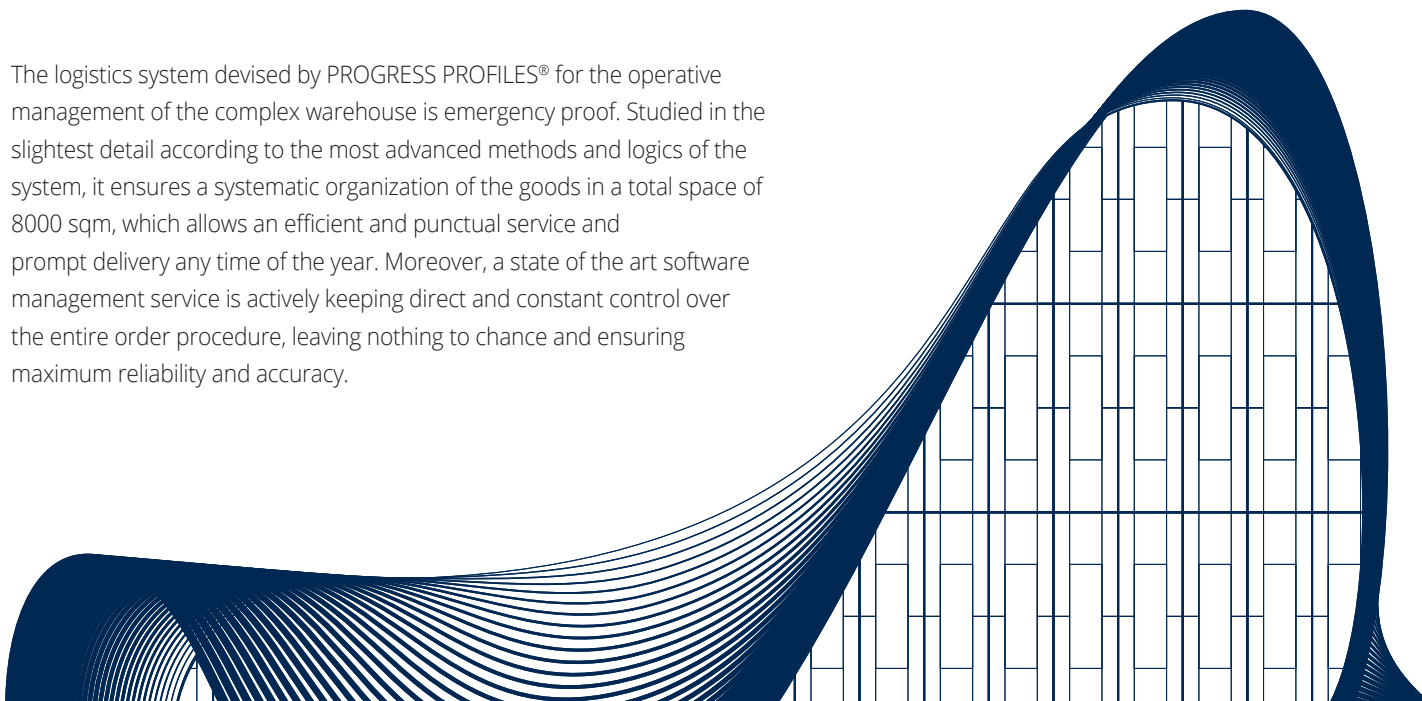 The logistics system devised by PROGRESS PROFILES® for the operative
management of the complex warehouse is emergency proof. Studied in the
slightest detail according to the most advanced methods and logics of the
system, it ensures a systematic organization of the goods in a total space of
8000 sqm, which allows an efficient and punctual service and
prompt delivery any time of the year. Moreover, a state of the art software
management service is actively keeping direct and constant control over
the entire order procedure, leaving nothing to chance and ensuring
maximum reliability and accuracy.